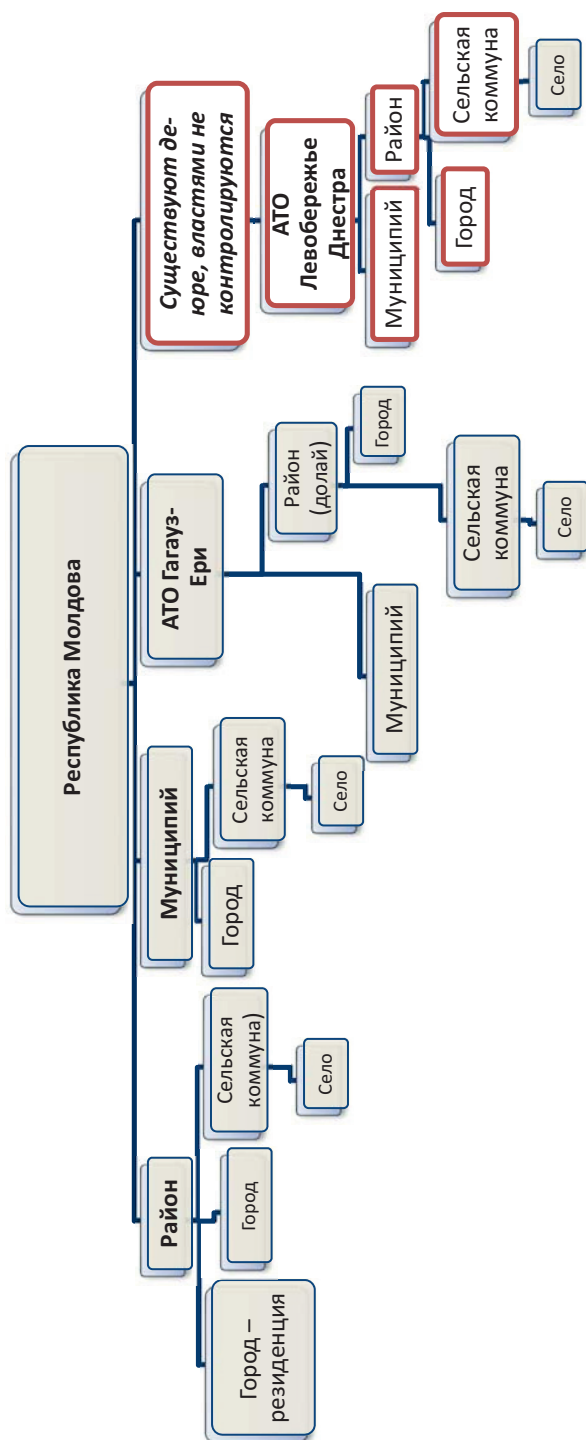 Республика Молдова
Район
Город –
резиденция
Город
Сельская
коммуна)
Село
Муниципий
Город
Сельская
коммуна
Село
АТО Гагауз-
Ери
Муниципий
Район
(долай)
Город
Сельская
коммуна
Село
Существуют де-
юре, властями не
контролируются
АТО
Левобережье
Днестра
Муниципий
Район
Город
Сельская
коммуна
Село